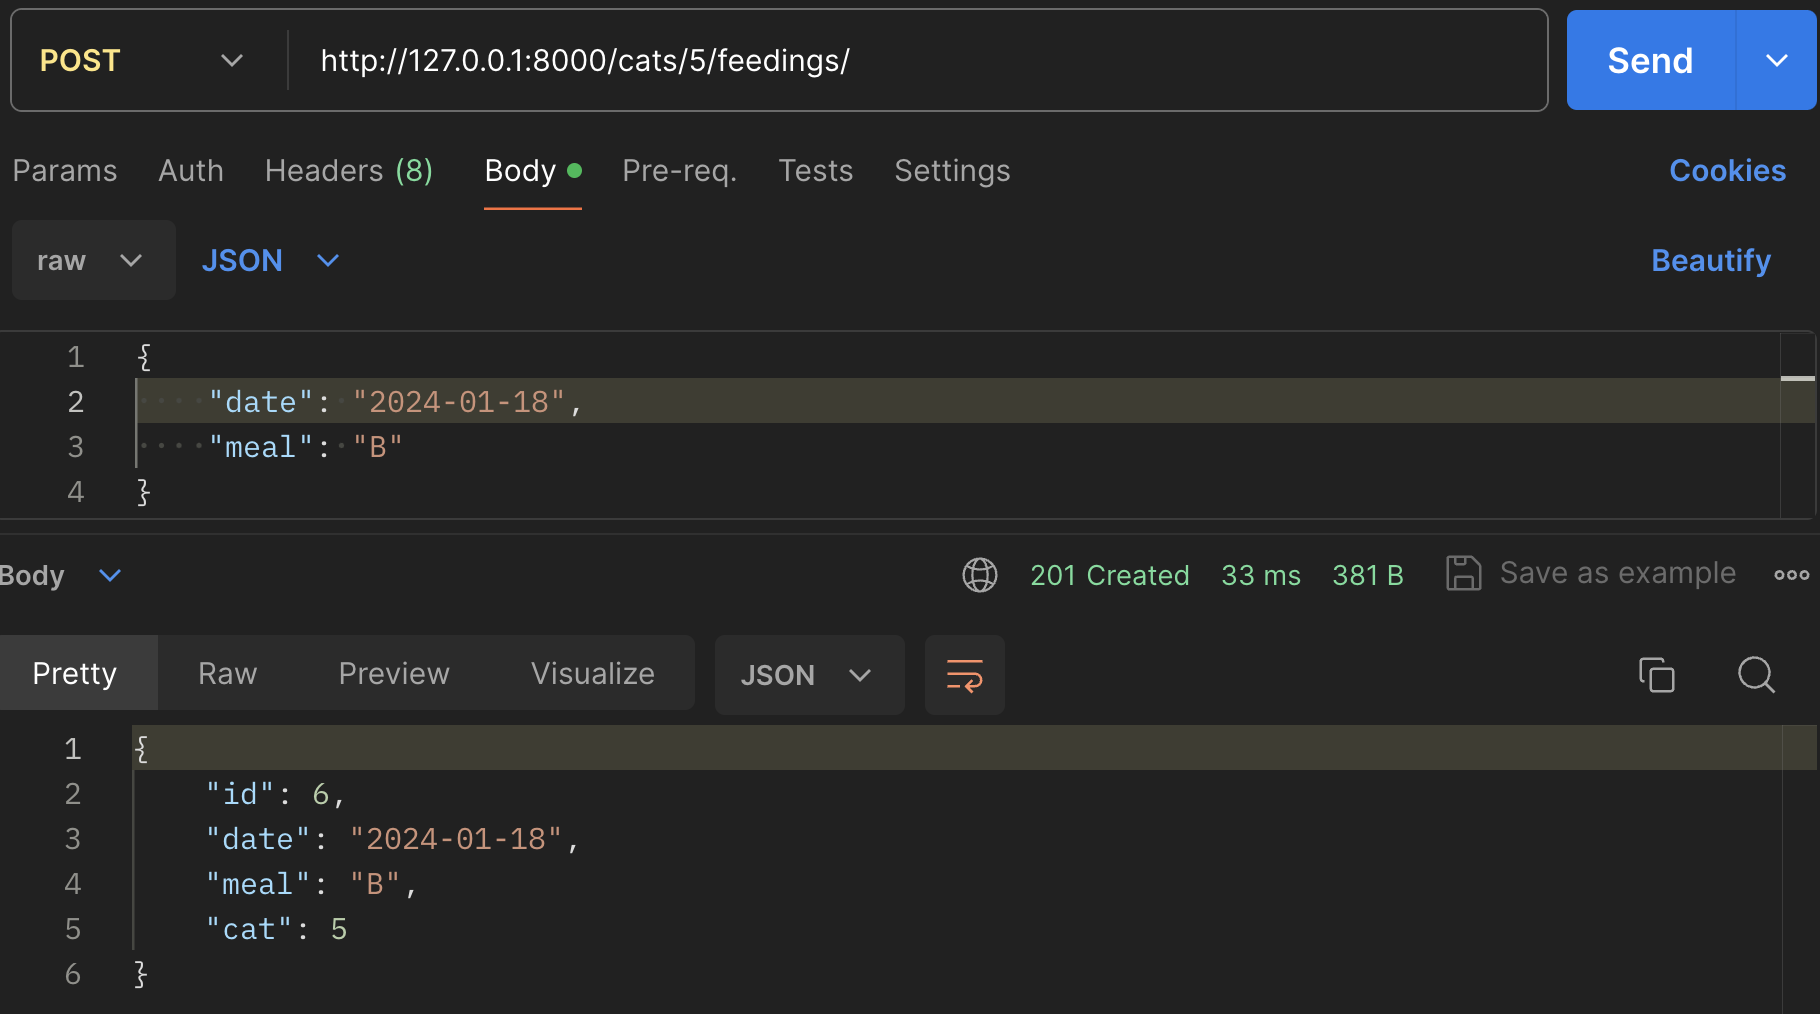 POST http://127.0.0.1:8000/cats/5/feedings/ Send
Params Auth Headers (8) Body Pre-req. Tests Settings Cookies
raw JSON Beautify
1 {
2 "date": "2024-01-18",
3 "meal": "B"
4 }
Body 201 Created 33 ms 381 B Save as example
Pretty Raw Preview Visualize JSON
1 {
2 "id": 6,
3 "date": "2024-01-18",
4 "meal": "B",
5 "cat": 5
6 }